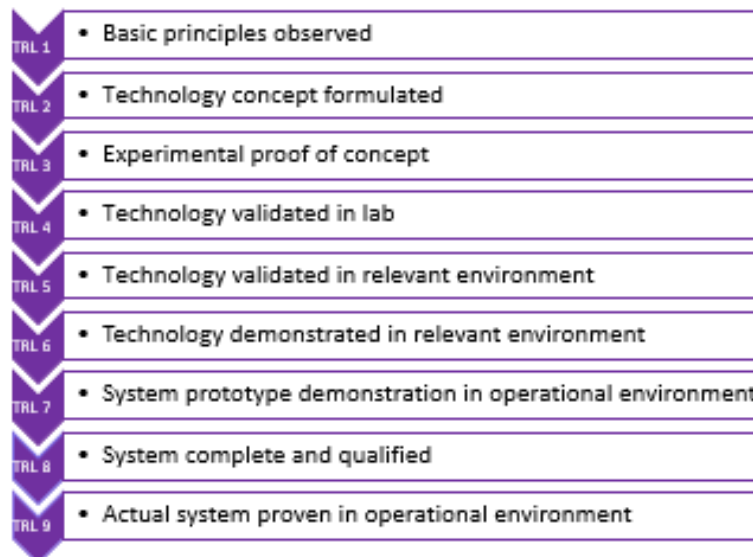 TRL 1 • Basic principles observed
TRL 2 • Technology concept formulated
TRL 3 • Experimental proof of concept
TRL 4 • Technology validated in lab
TRL 5 • Technology validated in relevant environment
TRL 6 • Technology demonstrated in relevant environment
TRL 7 • System prototype demonstration in operational environment
TRL 8 • System complete and qualified
TRL 9 • Actual system proven in operational environment